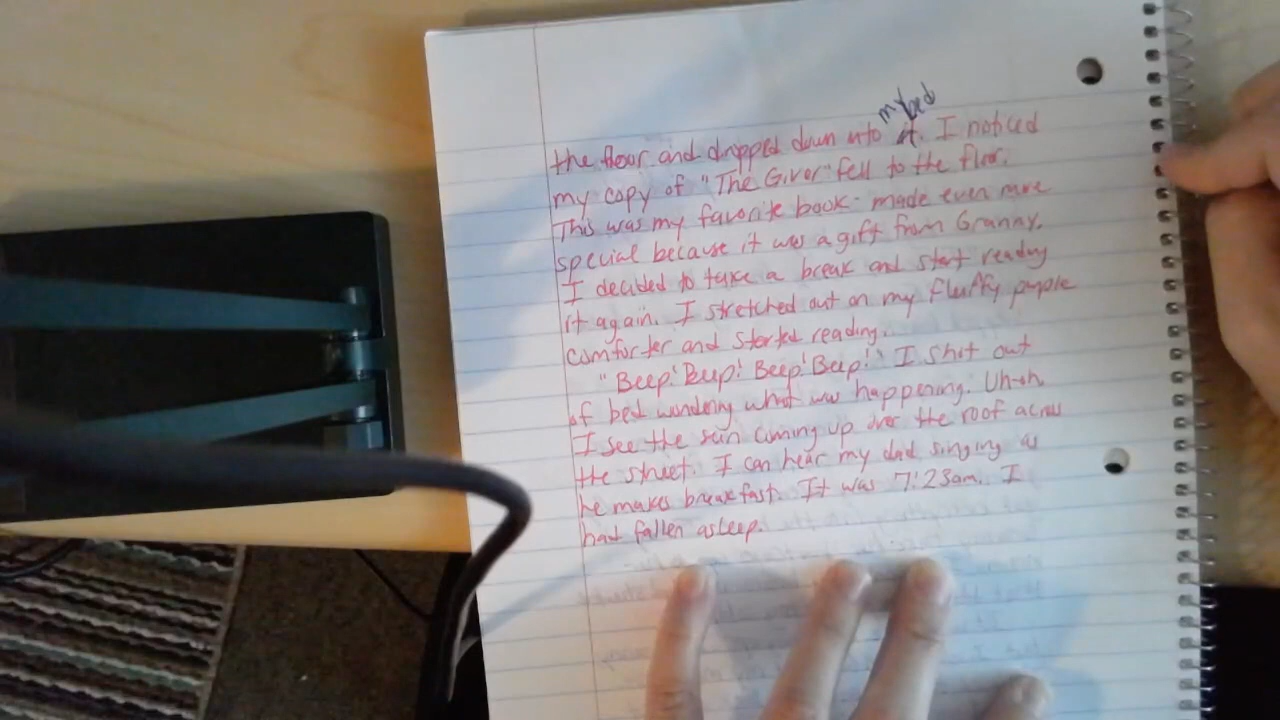 my bed
the floor and dropped down into it. I noticed
my copy of "The Giver" fell to the floor.
This was my favorite book - made even more
special because it was a gift from Granny.
I decided to take a break and start reading
it again. I stretched out on my fluffy purple
comforter and started reading.
"Beep! Beep! Beep! Beep!" I shot out
of bed wondering what was happening. Uh-oh.
I see the sun coming up over the roof across
the street. I can hear my dad singing as
he makes breakfast. It was 7:23am. I
had fallen asleep.